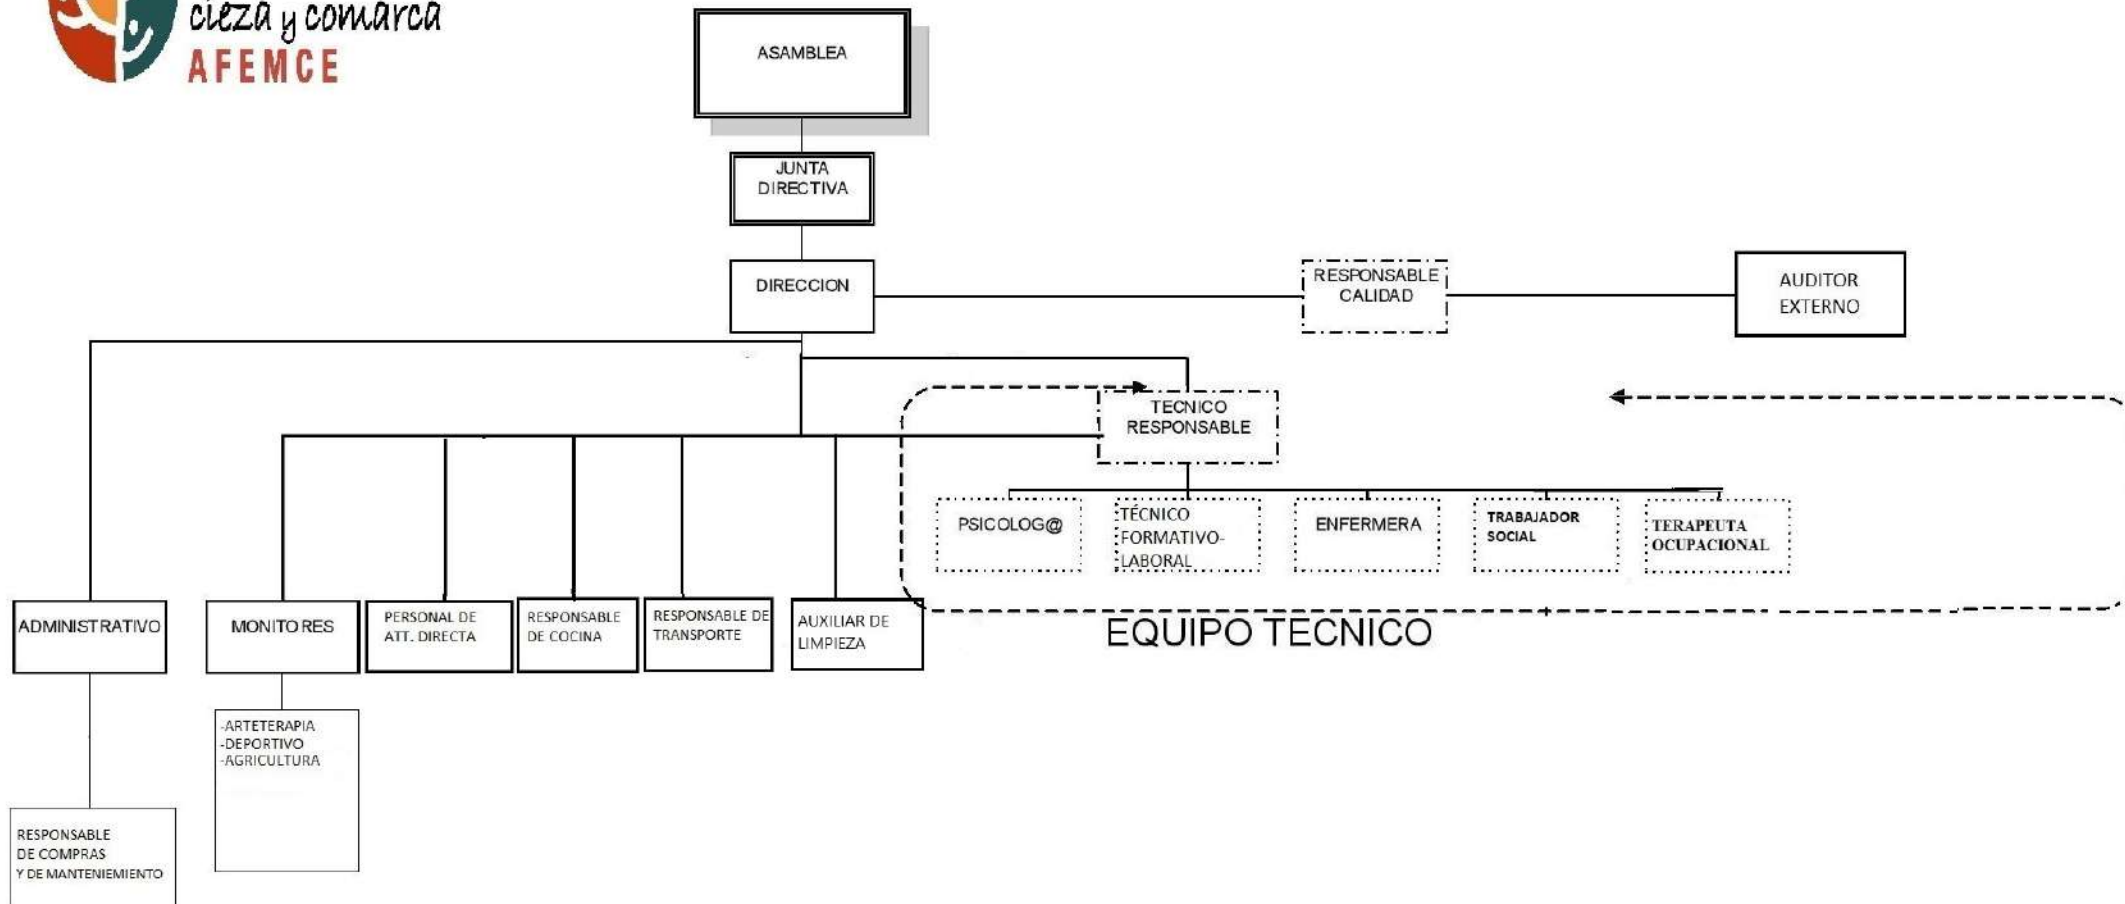 cieza y comarca
AFEMCE
ASAMBLEA
JUNTA
DIRECTIVA
DIRECCION
RESPONSABLE
CALIDAD
AUDITOR
EXTERNO
TECNICO
RESPONSABLE
PSICOLOG@
TÉCNICO
FORMATIVO-
LABORAL
ENFERMERA
TRABAJADOR
SOCIAL
TERAPEUTA
OCUPACIONAL
ADMINISTRATIVO
MONITORES
PERSONAL DE
ATT. DIRECTA
RESPONSABLE
DE COCINA
RESPONSABLE DE
TRANSPORTE
AUXILIAR DE
LIMPIEZA
EQUIPO TECNICO
-ARTETERAPIA
-DEPORTIVO
-AGRICULTURA
RESPONSABLE
DE COMPRAS
Y DE MANTENIEMIENTO